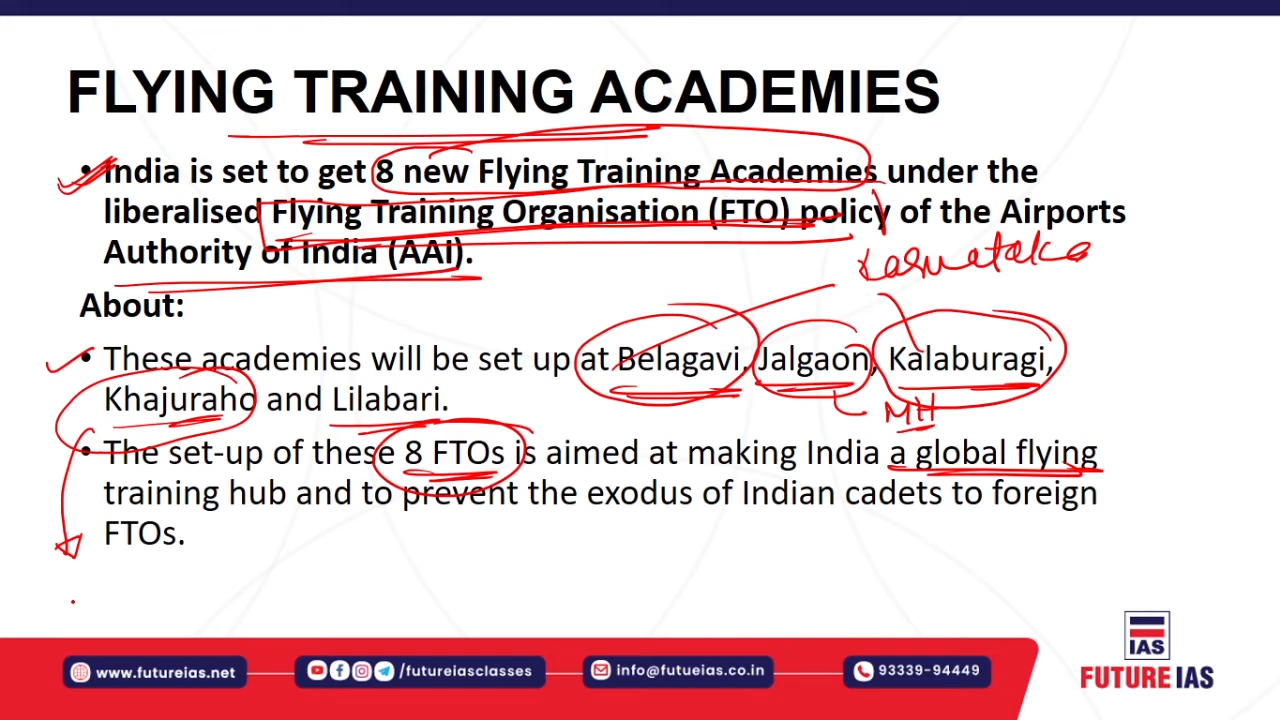 FLYING TRAINING ACADEMIES
• India is set to get 8 new Flying Training Academies under the
liberalised Flying Training Organisation (FTO) policy of the Airports
Authority of India (AAI).
Karnataka
About:
• These academies will be set up at Belagavi, Jalgaon, Kalaburagi,
Khajuraho and Lilabari.
MH
• The set-up of these 8 FTOs is aimed at making India a global flying
training hub and to prevent the exodus of Indian cadets to foreign
FTOs.
www.futureias.net
/futureiasclasses
info@futueias.co.in
93339-94449
IAS
FUTURE IAS